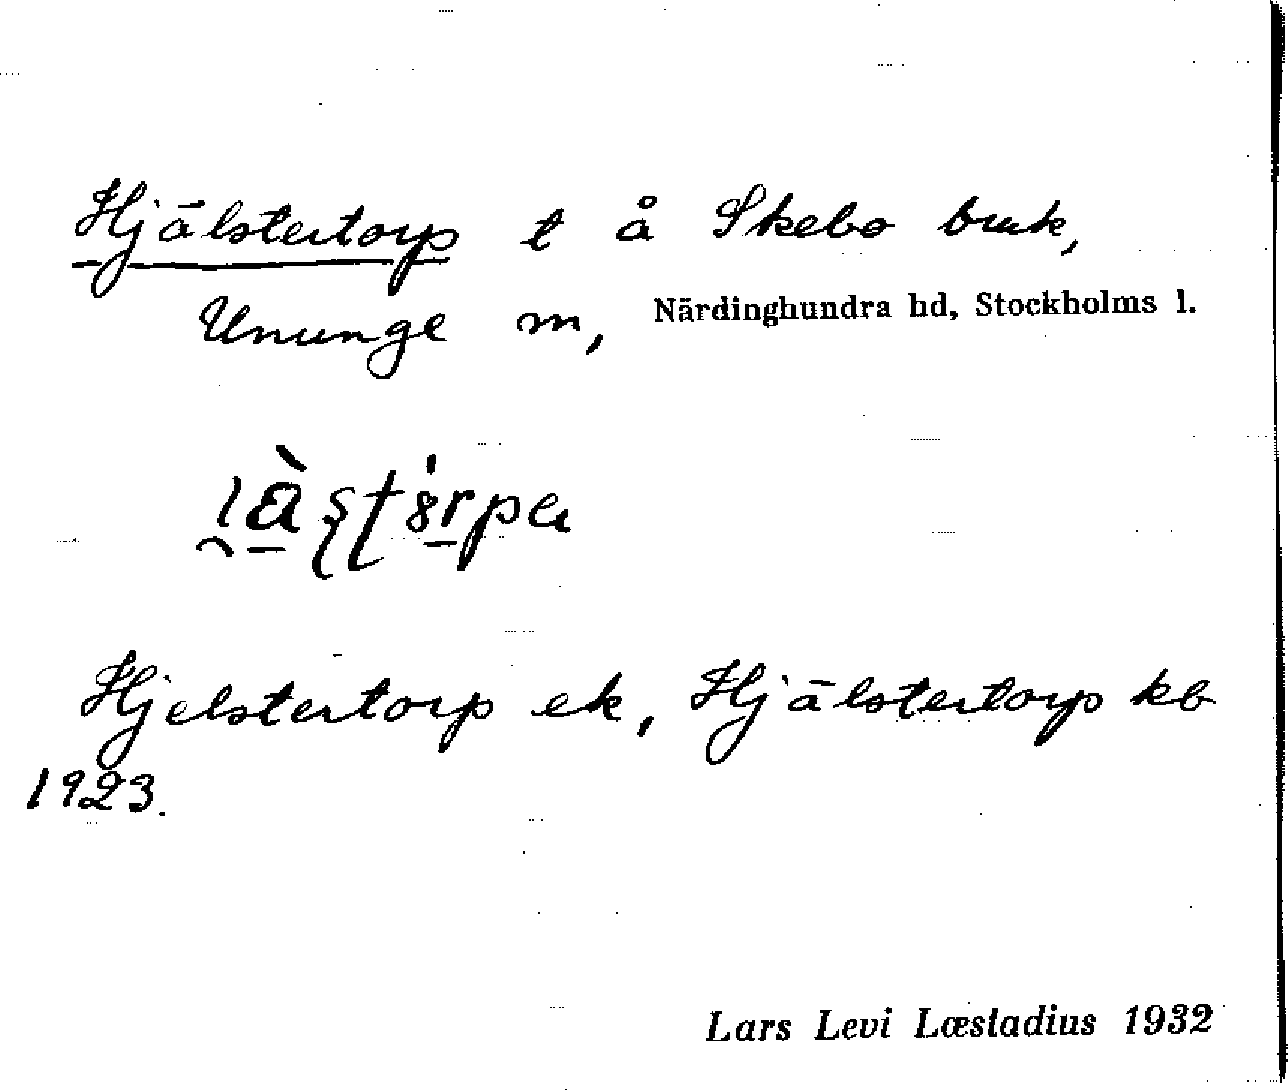 Hjälstertorp t å Skebo bruk,
Ununge sn, Närdinghundra hd, Stockholms l.
Hjelstertorp ek, Hjälstertorp kb
1923.
Lars Levi Læstadius 1932